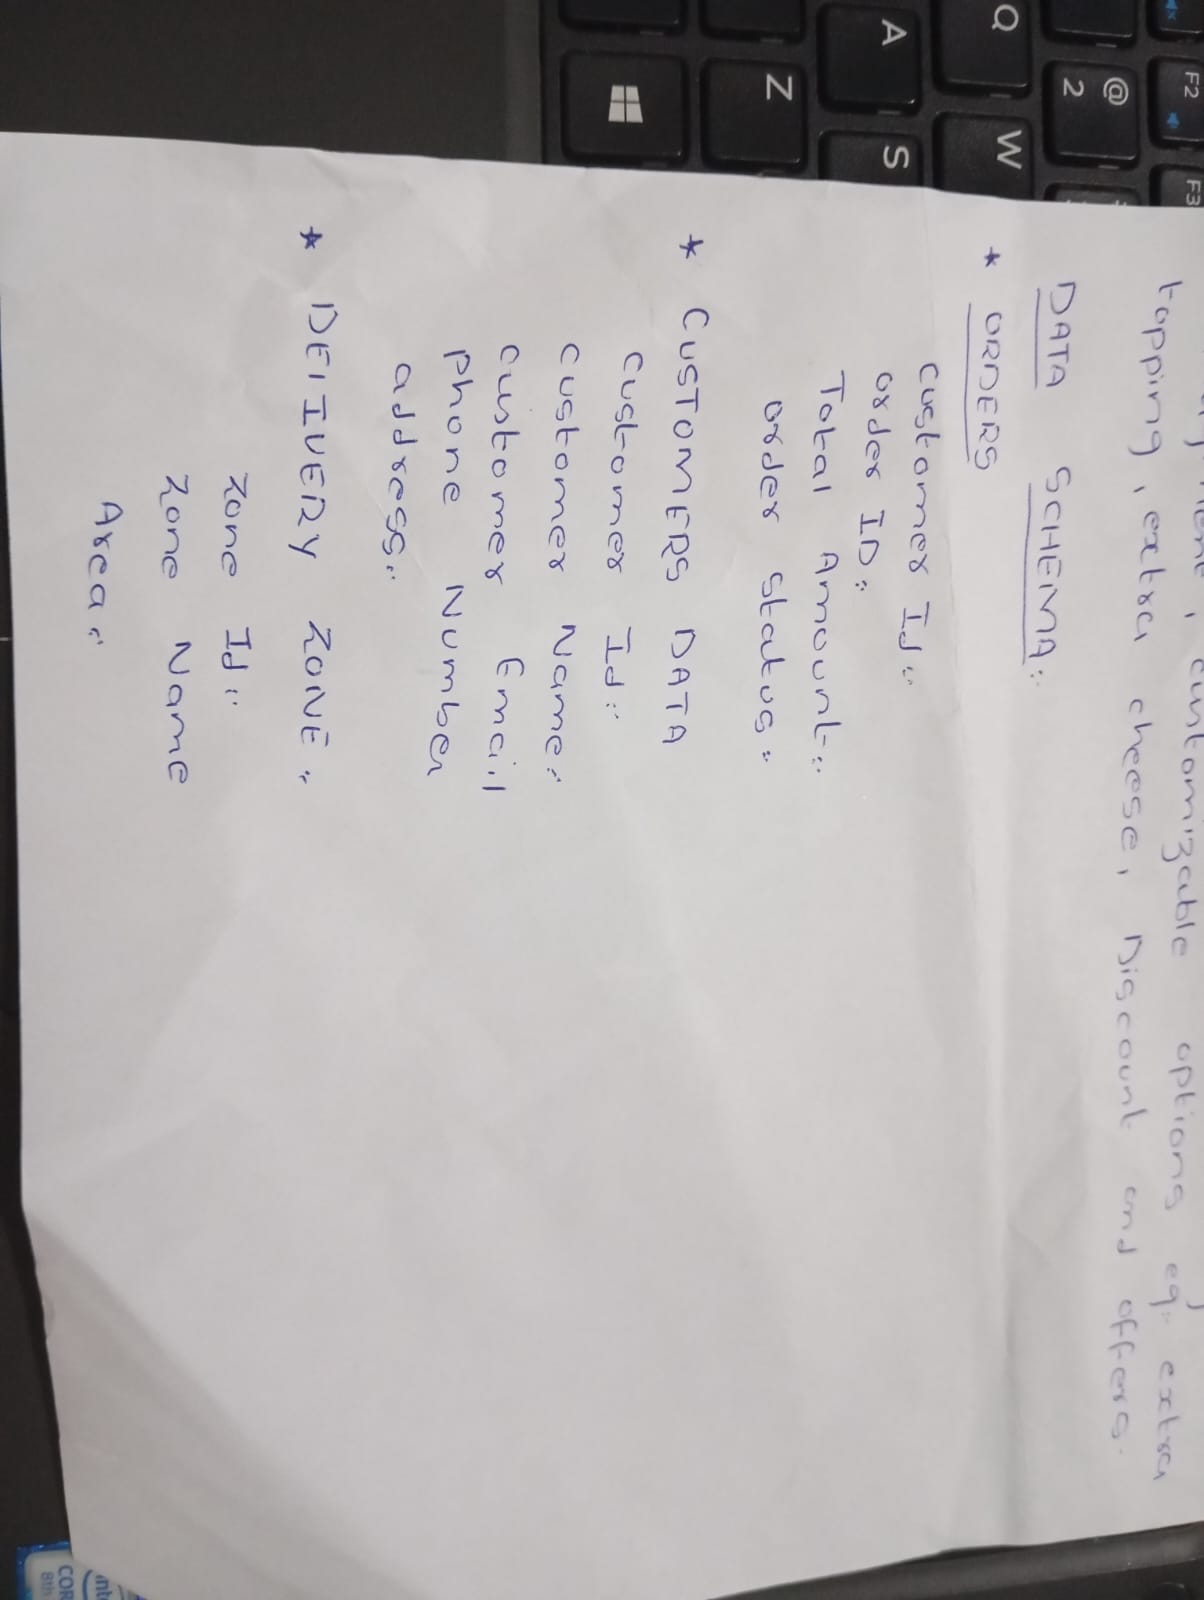 customizable options eg:- extra
topping, extra cheese, Discount and offers.
DATA SCHEMA:-
* ORDERS
Customer Id:-
order ID:-
Total Amount:-
order status:-
* CUSTOMERS DATA
Customer Id:-
Customer Name:-
Customer Email
Phone Number
address:-
* DELIVERY ZONE:-
Zone Id:-
Zone Name
Area:-
F2
F3
@
2
Q
W
A
S
Z
COR
8th